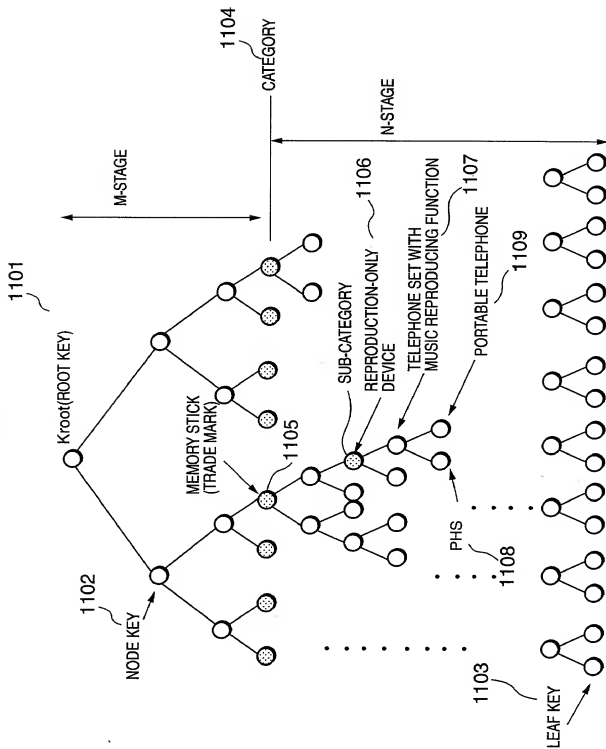 1101
Kroot(ROOT KEY)
M-STAGE
1104
CATEGORY
N-STAGE
1102
NODE KEY
MEMORY STICK
(TRADE MARK)
1105
SUB-CATEGORY
1106
REPRODUCTION-ONLY
DEVICE
TELEPHONE SET WITH
MUSIC REPRODUCING FUNCTION
1107
PORTABLE TELEPHONE
1109
PHS
1108
1103
LEAF KEY